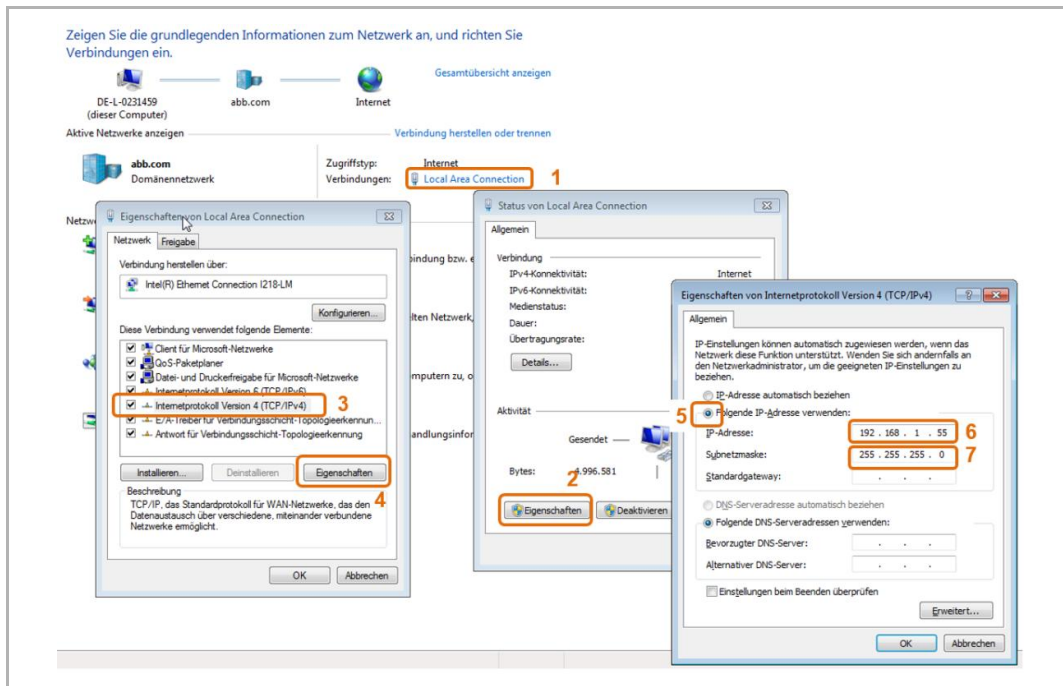 Zeigen Sie die grundlegenden Informationen zum Netzwerk an, und richten Sie
Verbindungen ein.
Gesamtübersicht anzeigen
DE-L-0231459
(dieser Computer)
abb.com
Internet
Aktive Netzwerke anzeigen
Verbindung herstellen oder trennen
abb.com
Domänennetzwerk
Zugriffstyp: Internet
Verbindungen: Local Area Connection
1
Eigenschaften von Local Area Connection
Netzwerk Freigabe
Verbindung herstellen über:
Intel(R) Ethernet Connection I218-LM
Konfigurieren...
Diese Verbindung verwendet folgende Elemente:
Client für Microsoft-Netzwerke
QoS-Paketplaner
Datei- und Druckerfreigabe für Microsoft-Netzwerke
Internetprotokoll Version 6 (TCP/IPv6)
Internetprotokoll Version 4 (TCP/IPv4)
3
E/A-Treiber für Verbindungsschicht-Topologieerkennun...
Antwort für Verbindungsschicht-Topologieerkennung
Installieren... Deinstallieren Eigenschaften
4
Beschreibung
TCP/IP, das Standardprotokoll für WAN-Netzwerke, das den
Datenaustausch über verschiedene, miteinander verbundene
Netzwerke ermöglicht.
OK Abbrechen
Status von Local Area Connection
Allgemein
Verbindung
IPv4-Konnektivität: Internet
IPv6-Konnektivität:
Medienstatus:
Dauer:
Übertragungsrate:
Details...
Aktivität
Gesendet
Bytes: 4.996.581
2
Eigenschaften Deaktivieren
Eigenschaften von Internetprotokoll Version 4 (TCP/IPv4)
Allgemein
IP-Einstellungen können automatisch zugewiesen werden, wenn das
Netzwerk diese Funktion unterstützt. Wenden Sie sich andernfalls an
den Netzwerkadministrator, um die geeigneten IP-Einstellungen zu
beziehen.
IP-Adresse automatisch beziehen
5
Folgende IP-Adresse verwenden:
IP-Adresse: 192 . 168 . 1 . 55
6
Subnetzmaske: 255 . 255 . 255 . 0
7
Standardgateway:
DNS-Serveradresse automatisch beziehen
Folgende DNS-Serveradressen verwenden:
Bevorzugter DNS-Server:
Alternativer DNS-Server:
Einstellungen beim Beenden überprüfen
Erweitert...
OK Abbrechen